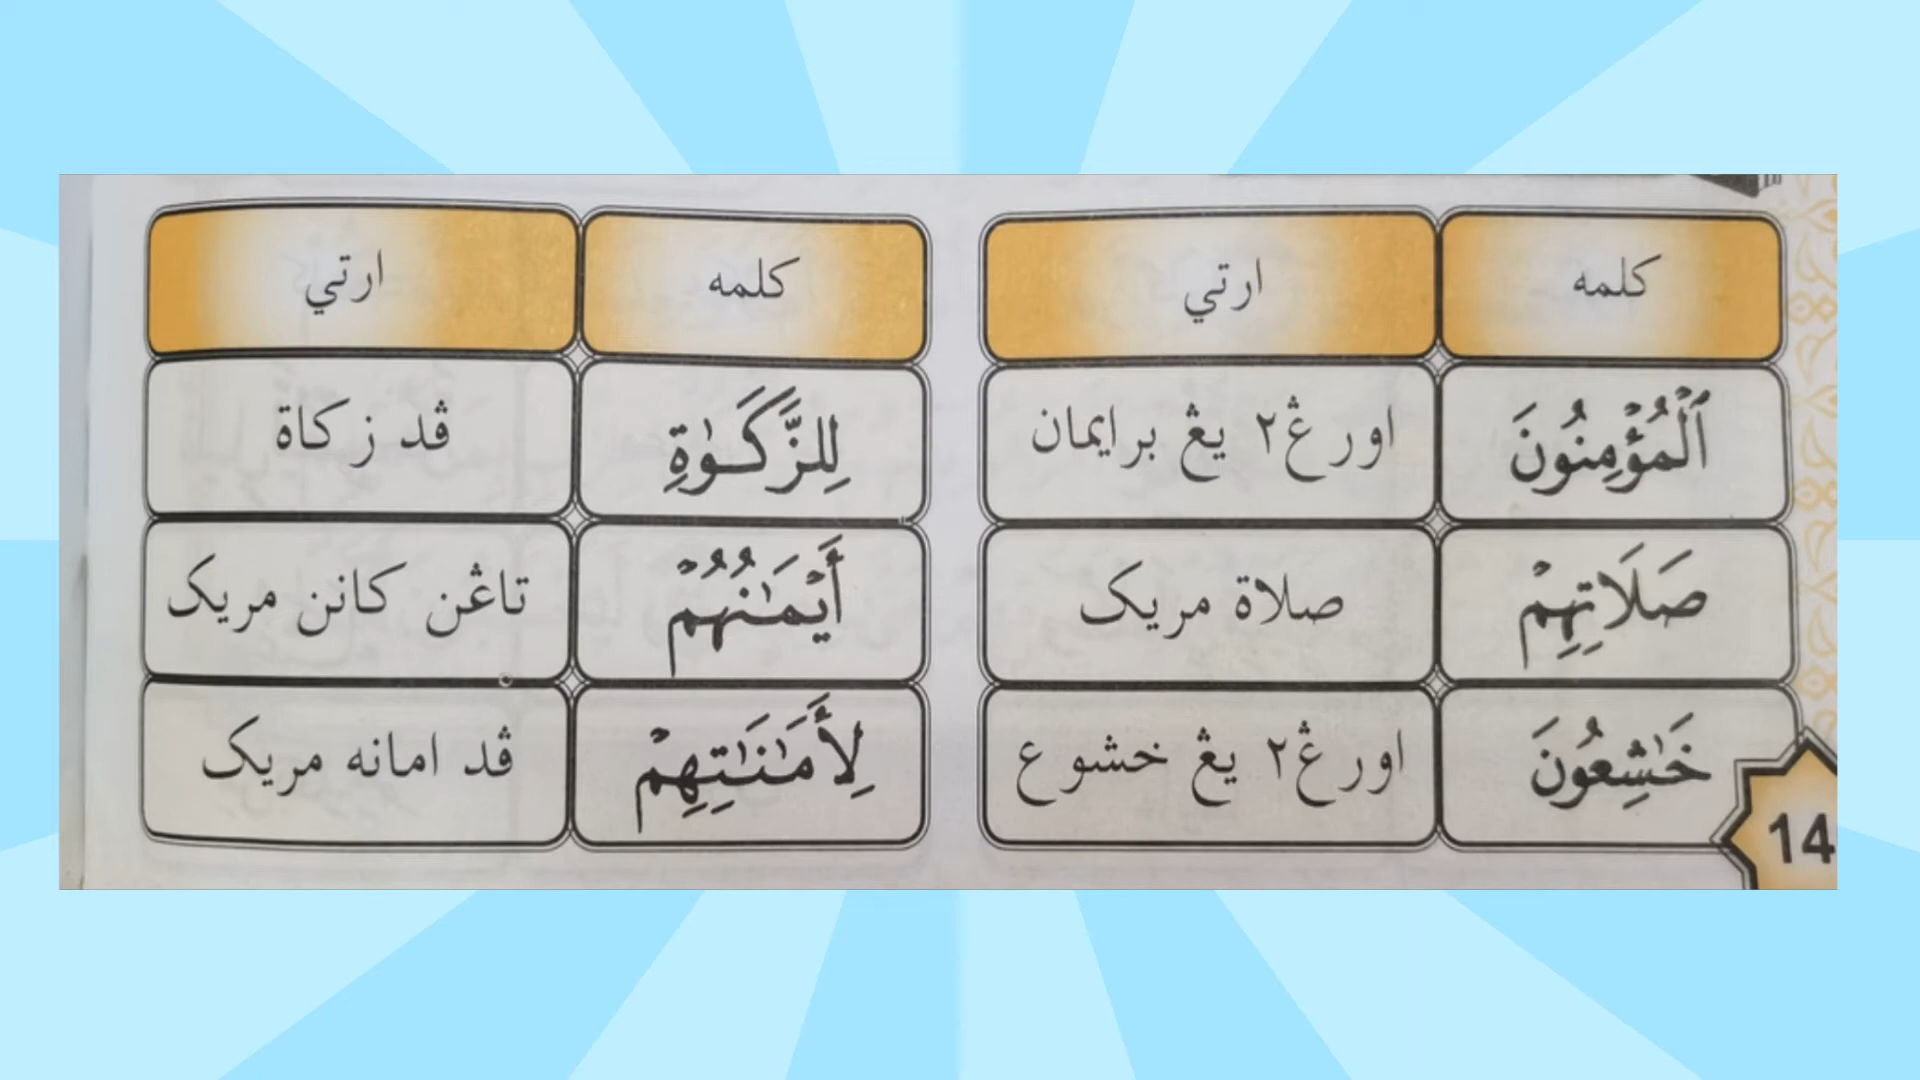 كلمه ارتي
ٱلْمُؤْمِنُونَ اورڠ٢ يڠ برايمان
صَلَاتِهِمْ صلاة مريک
خَـٰشِعُونَ اورڠ٢ يڠ خشوع
كلمه ارتي
لِلزَّكَوٰةِ ڤد زكاة
أَيْمَـٰنُهُمْ تاڠن كانن مريک
لِأَمَـٰنَـٰتِهِمْ ڤد امانه مريک
14